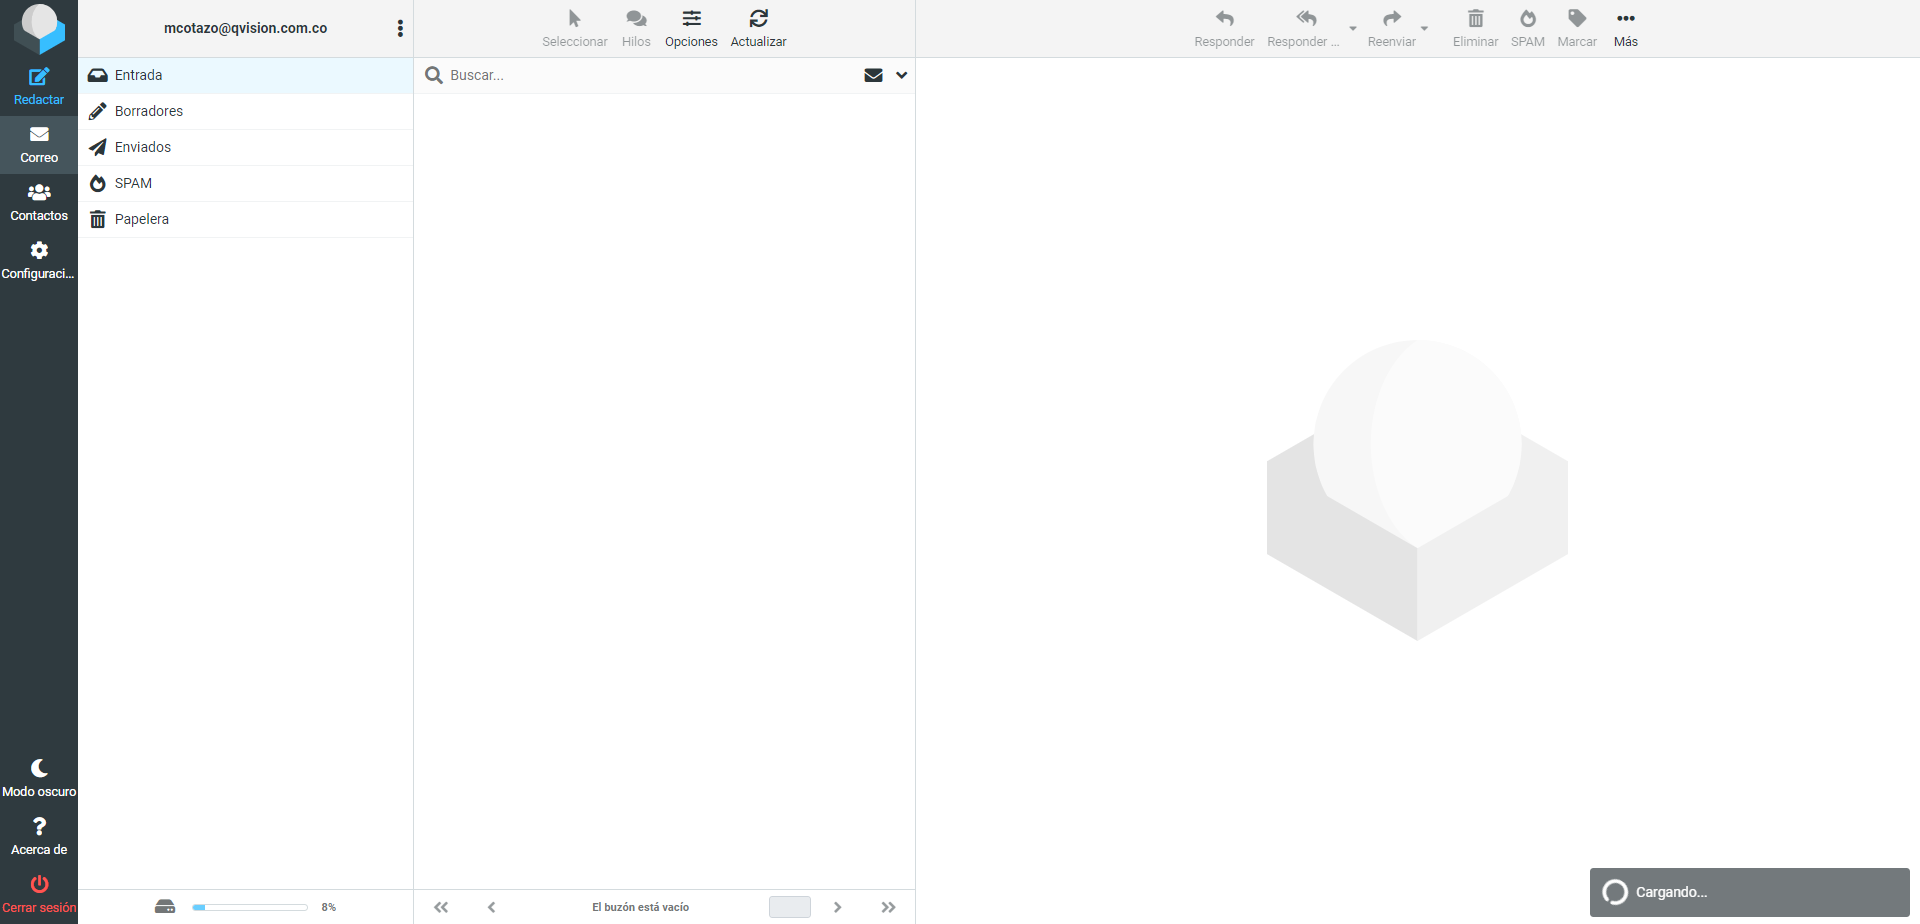 mcotazo@qvision.com.co
Redactar
Correo
Contactos
Configuraci...
Modo oscuro
Acerca de
Cerrar sesión
Entrada
Borradores
Enviados
SPAM
Papelera
8%
Seleccionar
Hilos
Opciones
Actualizar
Buscar...
El buzón está vacío
Responder
Responder ...
Reenviar
Eliminar
SPAM
Marcar
Más
Cargando...